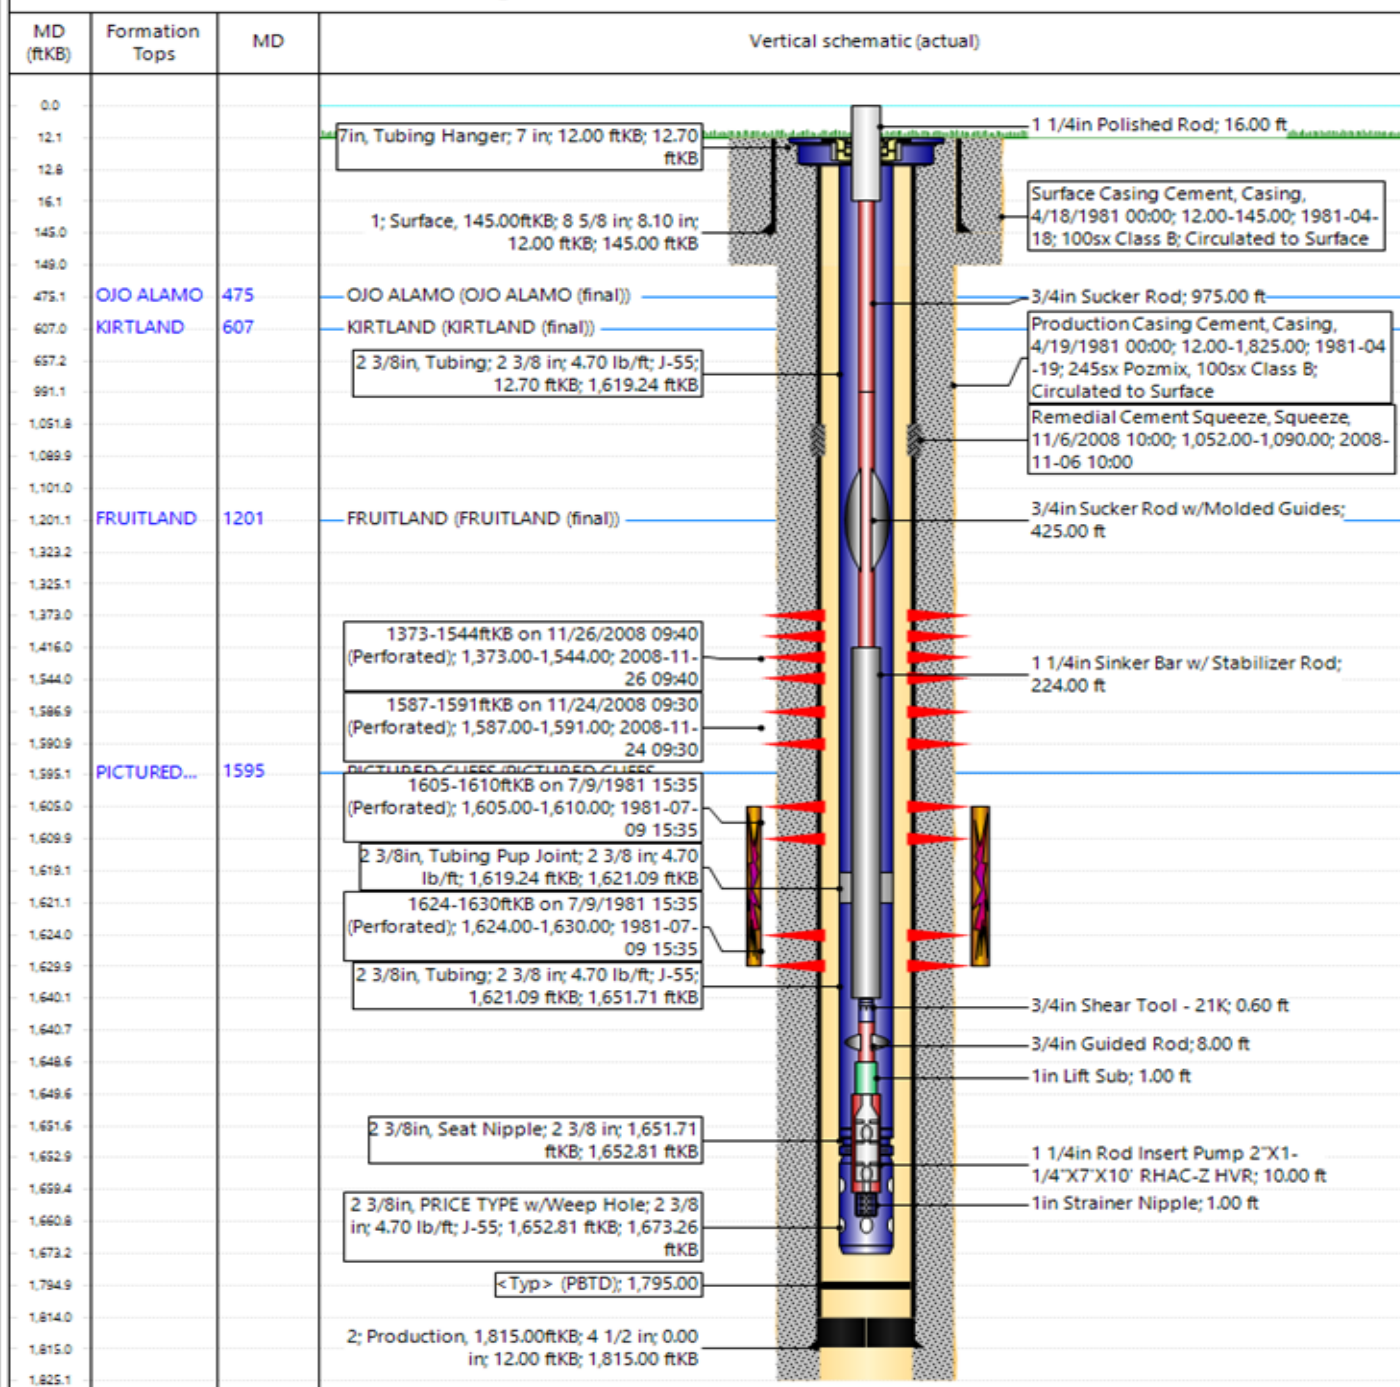 MD
(ftKB)
Formation
Tops
MD
Vertical schematic (actual)
0.0
12.1
12.8
16.1
145.0
149.0
475.1
607.0
657.2
991.1
1,051.8
1,089.9
1,101.0
1,201.1
1,323.2
1,325.1
1,373.0
1,416.0
1,544.0
1,586.9
1,590.9
1,595.1
1,605.0
1,609.9
1,619.1
1,621.1
1,624.0
1,629.9
1,640.1
1,640.7
1,648.6
1,649.6
1,651.6
1,652.9
1,659.4
1,660.8
1,673.2
1,794.9
1,814.0
1,815.0
1,825.1
OJO ALAMO
475
KIRTLAND
607
FRUITLAND
1201
PICTURED...
1595
7in, Tubing Hanger; 7 in; 12.00 ftKB; 12.70
ftKB
1; Surface, 145.00ftKB; 8 5/8 in; 8.10 in;
12.00 ftKB; 145.00 ftKB
OJO ALAMO (OJO ALAMO (final))
KIRTLAND (KIRTLAND (final))
2 3/8in, Tubing; 2 3/8 in; 4.70 lb/ft; J-55;
12.70 ftKB; 1,619.24 ftKB
FRUITLAND (FRUITLAND (final))
1373-1544ftKB on 11/26/2008 09:40
(Perforated); 1,373.00-1,544.00; 2008-11-
26 09:40
1587-1591ftKB on 11/24/2008 09:30
(Perforated); 1,587.00-1,591.00; 2008-11-
24 09:30
PICTURED CLIFFS (PICTURED CLIFFS
1605-1610ftKB on 7/9/1981 15:35
(Perforated); 1,605.00-1,610.00; 1981-07-
09 15:35
2 3/8in, Tubing Pup Joint; 2 3/8 in; 4.70
lb/ft; 1,619.24 ftKB; 1,621.09 ftKB
1624-1630ftKB on 7/9/1981 15:35
(Perforated); 1,624.00-1,630.00; 1981-07-
09 15:35
2 3/8in, Tubing; 2 3/8 in; 4.70 lb/ft; J-55;
1,621.09 ftKB; 1,651.71 ftKB
2 3/8in, Seat Nipple; 2 3/8 in; 1,651.71
ftKB; 1,652.81 ftKB
2 3/8in, PRICE TYPE w/Weep Hole; 2 3/8
in; 4.70 lb/ft; J-55; 1,652.81 ftKB; 1,673.26
ftKB
<Typ> (PBTD); 1,795.00
2; Production, 1,815.00ftKB; 4 1/2 in; 0.00
in; 12.00 ftKB; 1,815.00 ftKB
1 1/4in Polished Rod; 16.00 ft
Surface Casing Cement, Casing,
4/18/1981 00:00; 12.00-145.00; 1981-04-
18; 100sx Class B; Circulated to Surface
3/4in Sucker Rod; 975.00 ft
Production Casing Cement, Casing,
4/19/1981 00:00; 12.00-1,825.00; 1981-04
-19; 245sx Pozmix, 100sx Class B;
Circulated to Surface
Remedial Cement Squeeze, Squeeze,
11/6/2008 10:00; 1,052.00-1,090.00; 2008-
11-06 10:00
3/4in Sucker Rod w/Molded Guides;
425.00 ft
1 1/4in Sinker Bar w/ Stabilizer Rod;
224.00 ft
3/4in Shear Tool - 21K; 0.60 ft
3/4in Guided Rod; 8.00 ft
1in Lift Sub; 1.00 ft
1 1/4in Rod Insert Pump 2"X1-
1/4"X7'X10' RHAC-Z HVR; 10.00 ft
1in Strainer Nipple; 1.00 ft